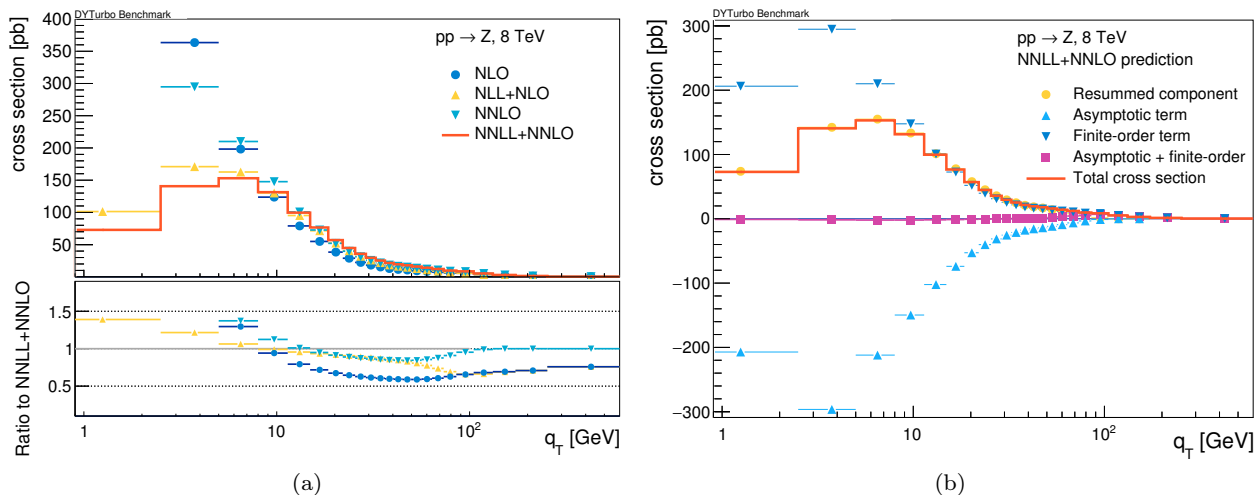 DYTurbo Benchmark
cross section [pb]
400
350
300
250
200
150
100
50
pp → Z, 8 TeV
NLO
NLL+NLO
NNLO
NNLL+NNLO
Ratio to NNLL+NNLO
1.5
1
0.5
1
10
10²
q_T [GeV]
(a)
DYTurbo Benchmark
cross section [pb]
300
200
100
0
−100
−200
−300
pp → Z, 8 TeV
NNLL+NNLO prediction
Resummed component
Asymptotic term
Finite-order term
Asymptotic + finite-order
Total cross section
1
10
10²
q_T [GeV]
(b)